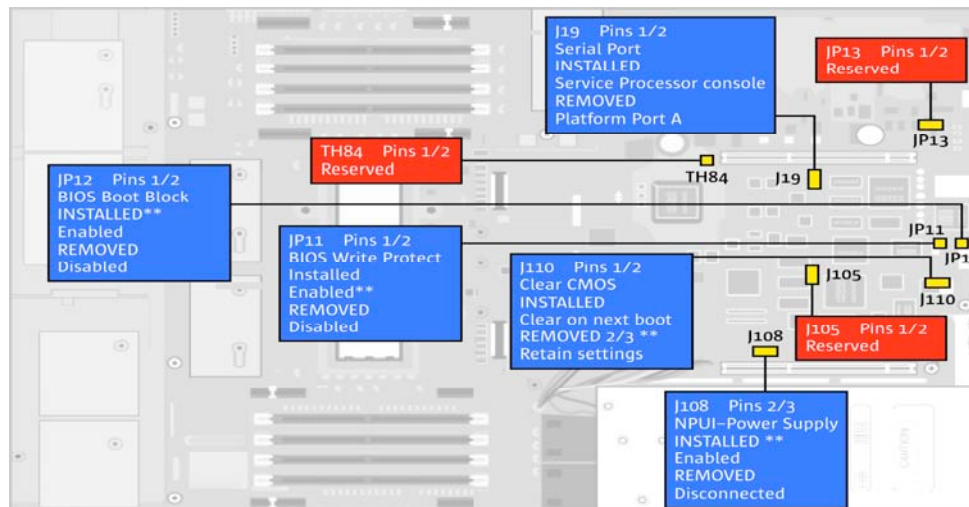 J19 Pins 1/2
Serial Port
INSTALLED
Service Processor console
REMOVED
Platform Port A
JP13 Pins 1/2
Reserved
JP13
TH84 Pins 1/2
Reserved
TH84
J19
JP12 Pins 1/2
BIOS Boot Block
INSTALLED**
Enabled
REMOVED
Disabled
JP11 Pins 1/2
BIOS Write Protect
Installed
Enabled**
REMOVED
Disabled
JP11
JP1
J110 Pins 1/2
Clear CMOS
INSTALLED
Clear on next boot
REMOVED 2/3 **
Retain settings
J105
J110
J105 Pins 1/2
Reserved
J108
J108 Pins 2/3
NPUI-Power Supply
INSTALLED **
Enabled
REMOVED
Disconnected
CAUTION